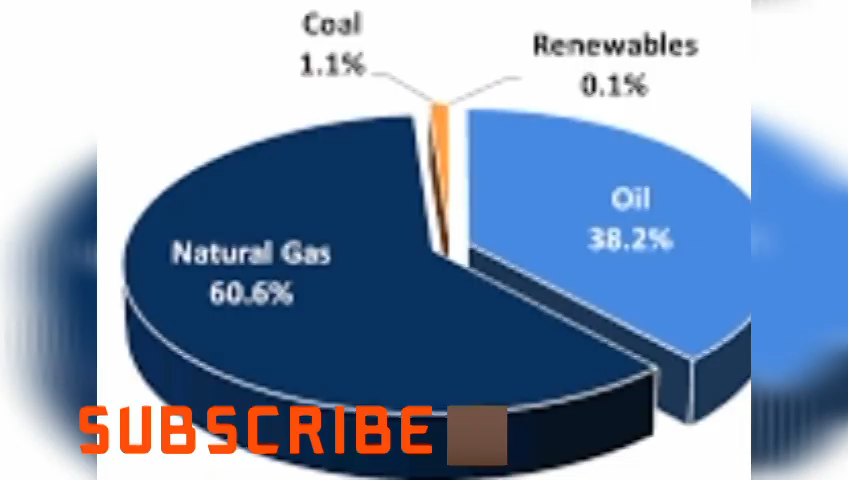 Coal
1.1%
Renewables
0.1%
Oil
38.2%
Natural Gas
60.6%
SUBSCRIBE